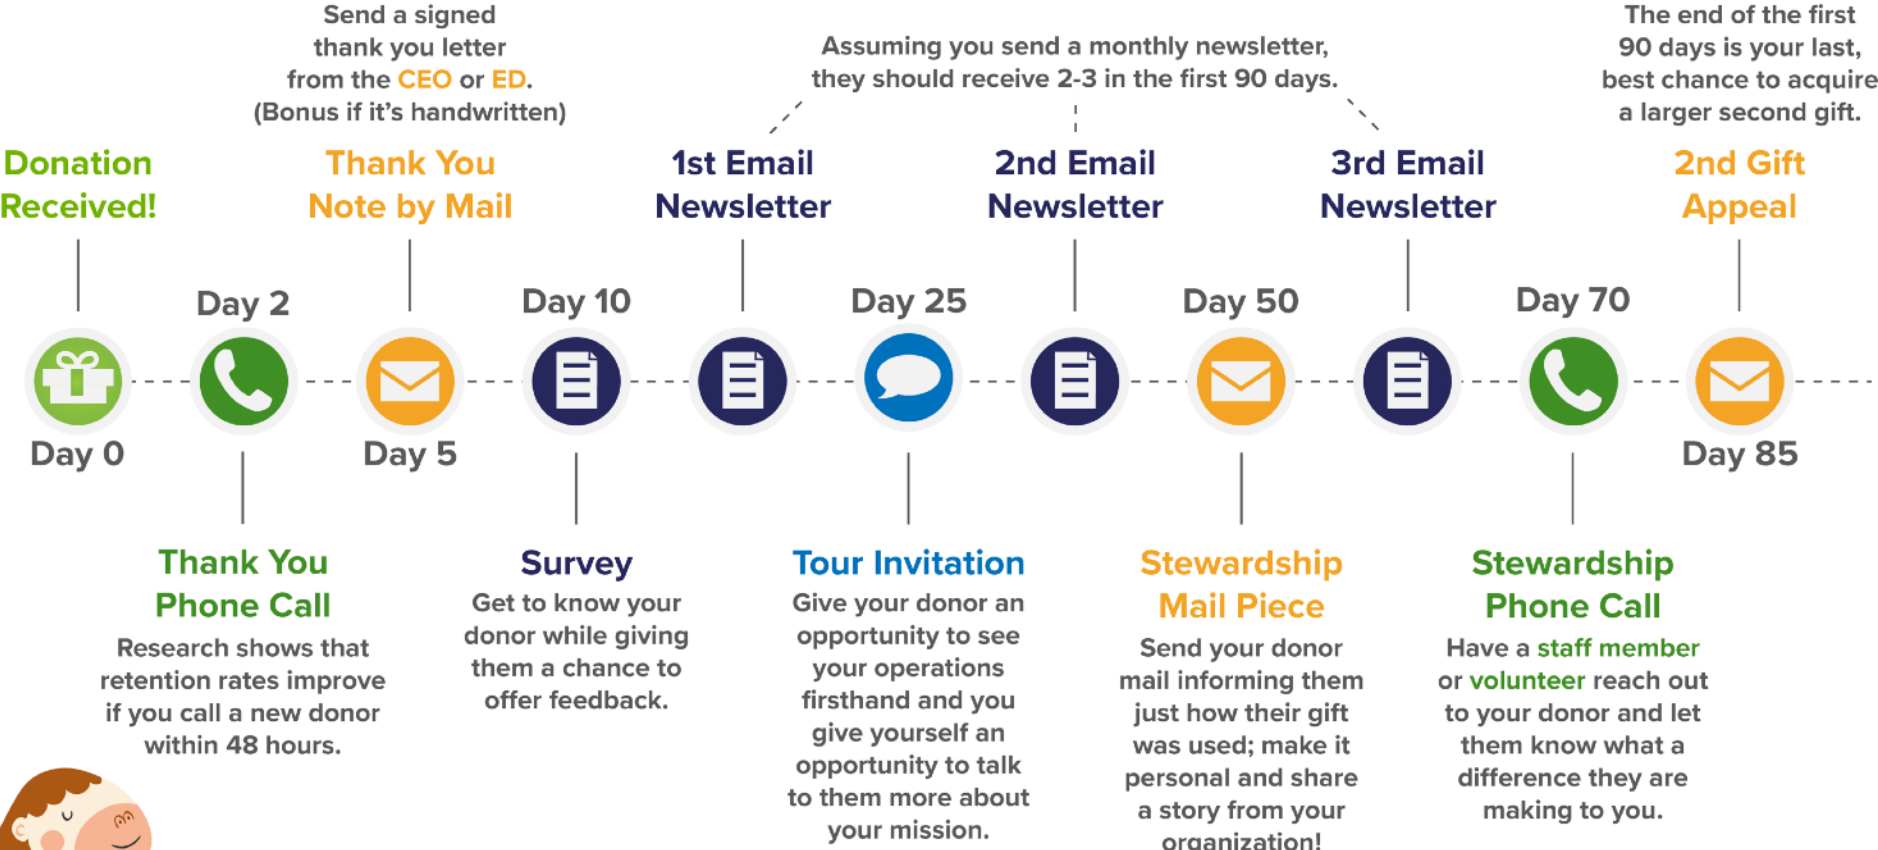 Send a signed
thank you letter
from the CEO or ED.
(Bonus if it's handwritten)
Assuming you send a monthly newsletter,
they should receive 2-3 in the first 90 days.
The end of the first
90 days is your last,
best chance to acquire
a larger second gift.
Donation
Received!
Thank You
Note by Mail
1st Email
Newsletter
2nd Email
Newsletter
3rd Email
Newsletter
2nd Gift
Appeal
Day 2
Day 10
Day 25
Day 50
Day 70
Day 0
Day 5
Day 85
Thank You
Phone Call
Research shows that
retention rates improve
if you call a new donor
within 48 hours.
Survey
Get to know your
donor while giving
them a chance to
offer feedback.
Tour Invitation
Give your donor an
opportunity to see
your operations
firsthand and you
give yourself an
opportunity to talk
to them more about
your mission.
Stewardship
Mail Piece
Send your donor
mail informing them
just how their gift
was used; make it
personal and share
a story from your
organization!
Stewardship
Phone Call
Have a staff member
or volunteer reach out
to your donor and let
them know what a
difference they are
making to you.